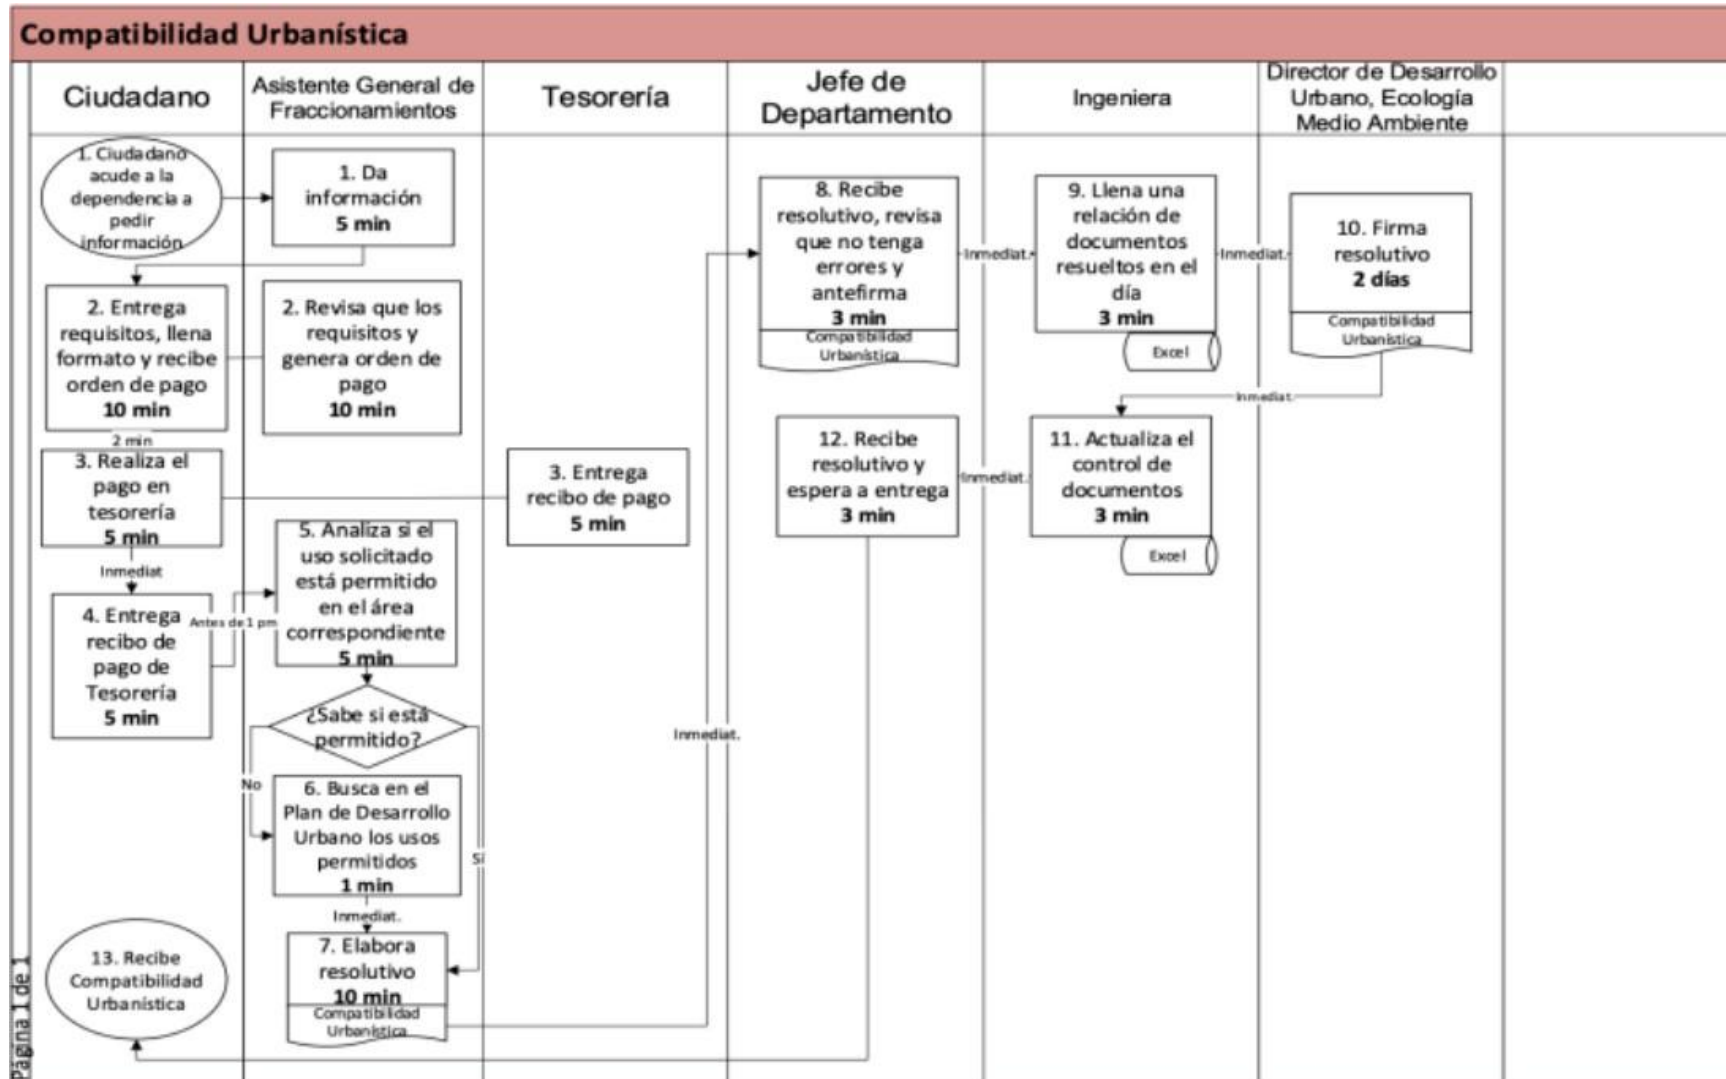 Compatibilidad Urbanística
Ciudadano
Asistente General de
Fraccionamientos
Tesorería
Jefe de
Departamento
Ingeniera
Director de Desarrollo
Urbano, Ecología
Medio Ambiente
1. Ciudadano
acude a la
dependencia a
pedir
información
1. Da
información
5 min
2. Entrega
requisitos, llena
formato y recibe
orden de pago
10 min
2. Revisa que los
requisitos y
genera orden de
pago
10 min
2 min
3. Realiza el
pago en
tesorería
5 min
3. Entrega
recibo de pago
5 min
Inmediat
4. Entrega
recibo de
pago de
Tesorería
5 min
Antes de 1 pm
5. Analiza si el
uso solicitado
está permitido
en el área
correspondiente
5 min
¿Sabe si está
permitido?
No
Si
6. Busca en el
Plan de Desarrollo
Urbano los usos
permitidos
1 min
Inmediat.
7. Elabora
resolutivo
10 min
Compatibilidad
Urbanística
Inmediat.
8. Recibe
resolutivo, revisa
que no tenga
errores y
antefirma
3 min
Compatibilidad
Urbanística
Inmediat.
9. Llena una
relación de
documentos
resueltos en el
día
3 min
Excel
Inmediat.
10. Firma
resolutivo
2 días
Compatibilidad
Urbanística
Inmediat.
11. Actualiza el
control de
documentos
3 min
Excel
Inmediat.
12. Recibe
resolutivo y
espera a entrega
3 min
13. Recibe
Compatibilidad
Urbanística
Página 1 de 1